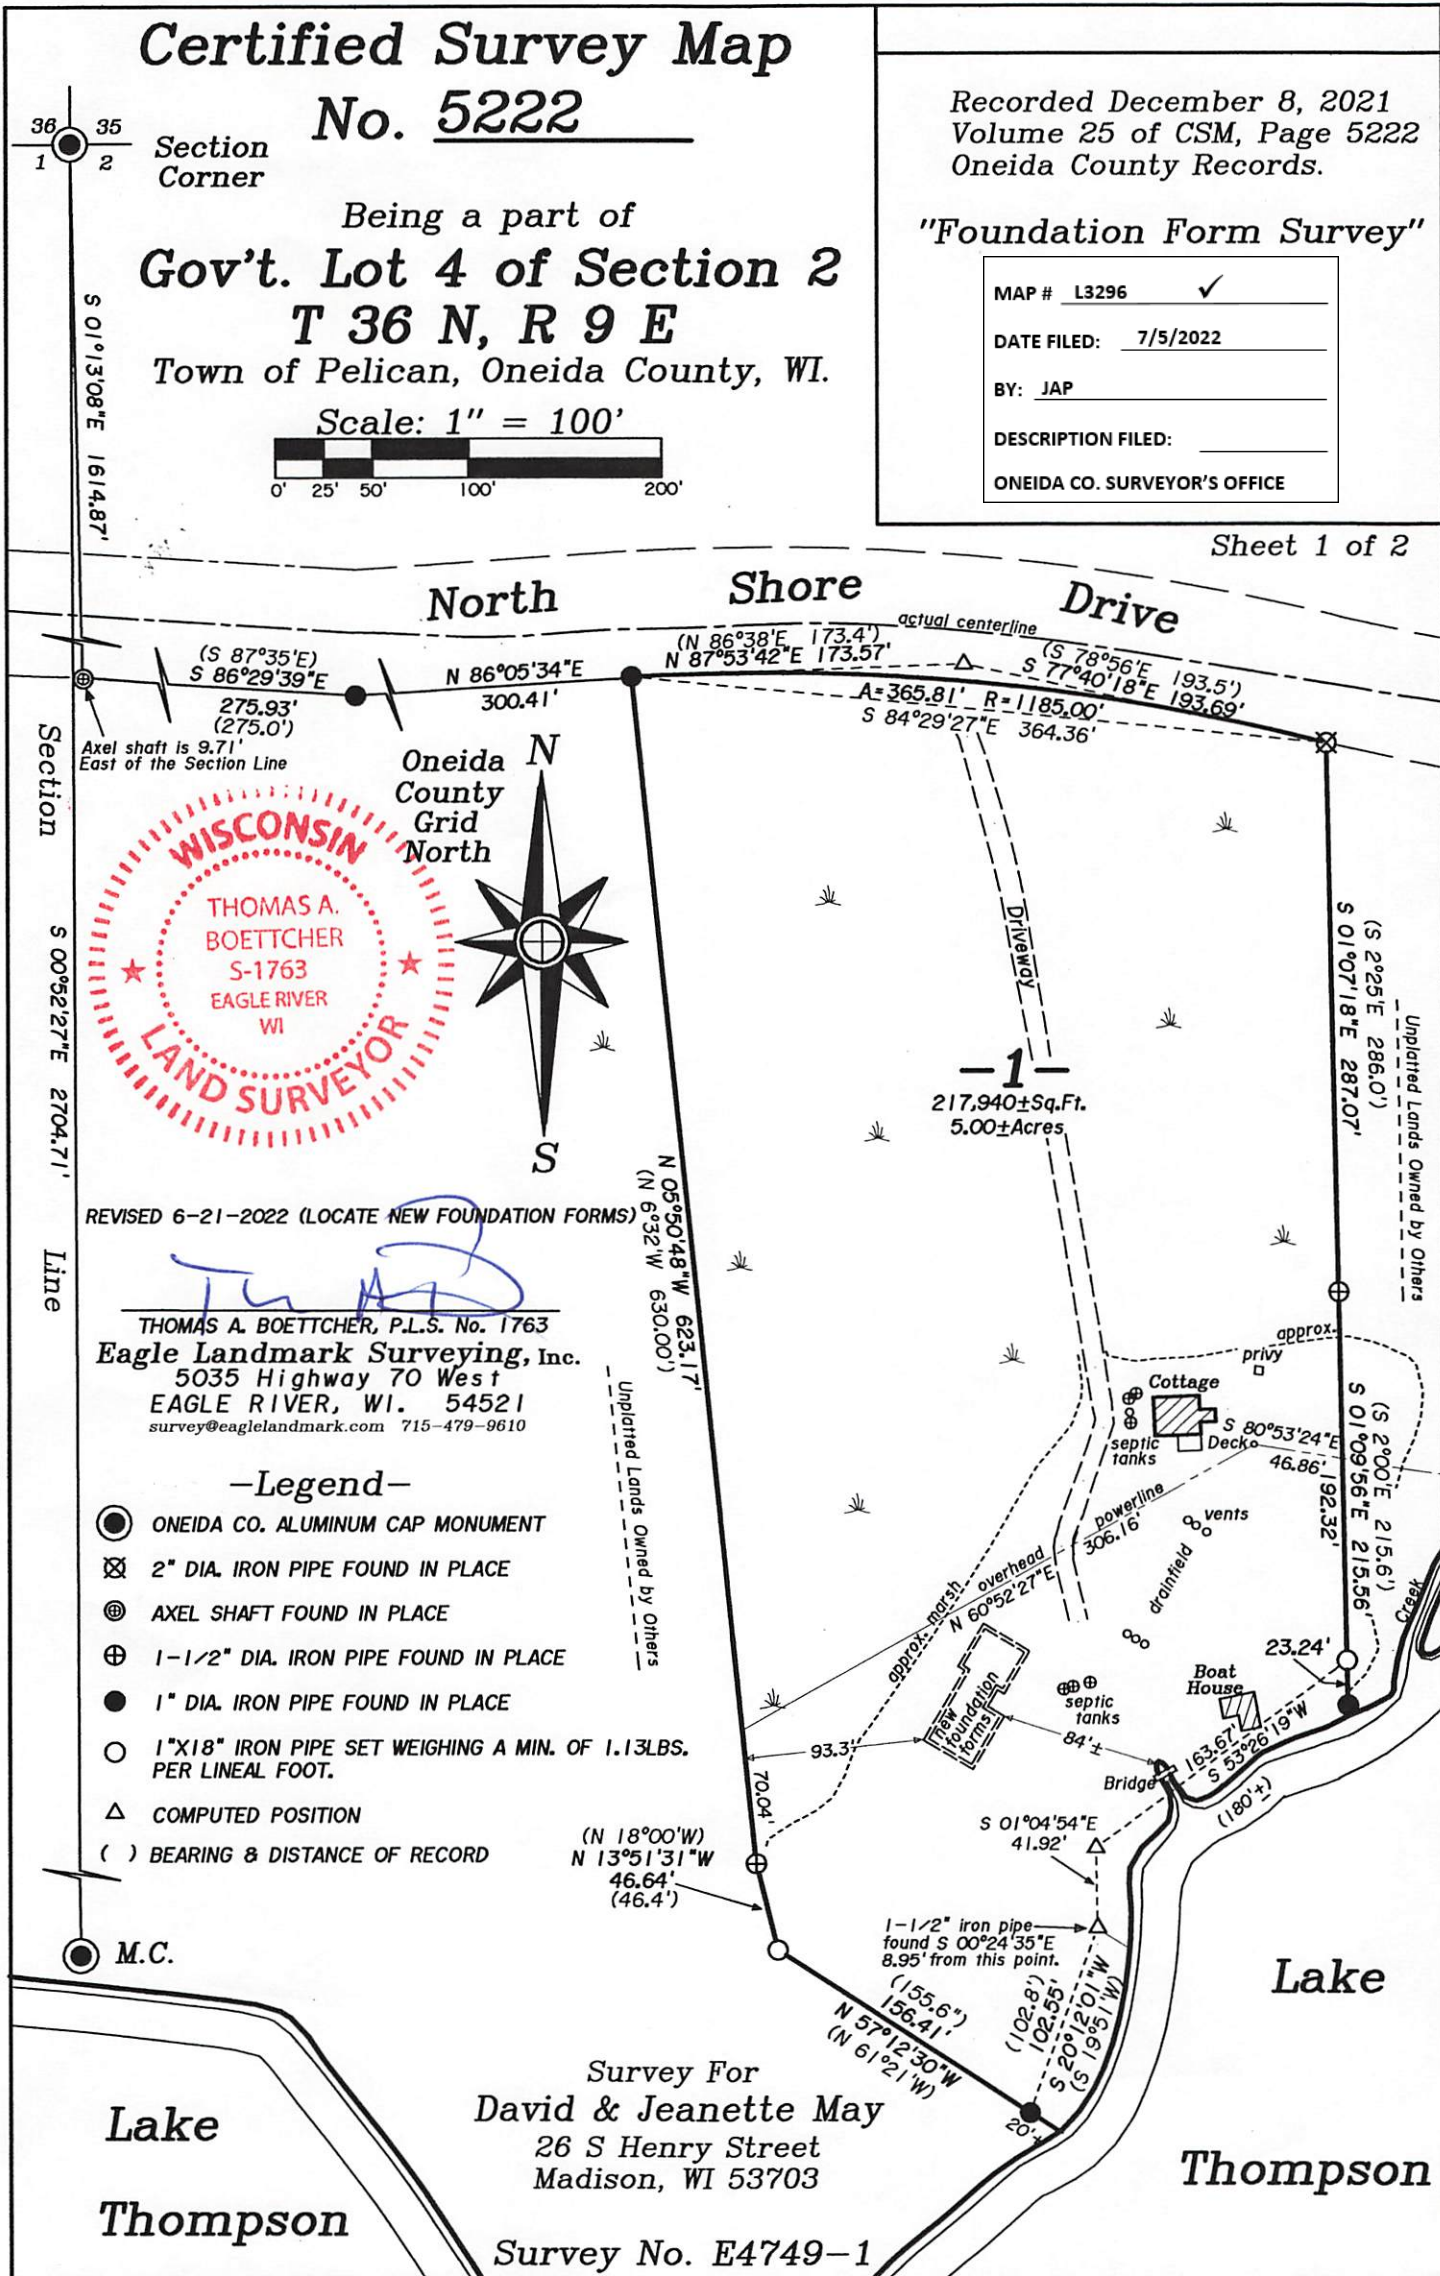 Certified Survey Map
No. 5222
36 35
1 2
Section
Corner
Being a part of
Gov't. Lot 4 of Section 2
T 36 N, R 9 E
Town of Pelican, Oneida County, WI.
Scale: 1" = 100'
0' 25' 50' 100' 200'
Recorded December 8, 2021
Volume 25 of CSM, Page 5222
Oneida County Records.
"Foundation Form Survey"
MAP # L3296 ✓
DATE FILED: 7/5/2022
BY: JAP
DESCRIPTION FILED:
ONEIDA CO. SURVEYOR'S OFFICE
Sheet 1 of 2
S 01°13'08"E 1614.87'
North Shore Drive
actual centerline
(S 87°35'E)
S 86°29'39"E
275.93'
(275.0')
N 86°05'34"E
300.41'
(N 86°38'E 173.4')
N 87°53'42"E 173.57'
(S 78°56'E 193.5')
S 77°40'18"E 193.69'
A=365.81' R=1185.00'
S 84°29'27"E 364.36'
Axel shaft is 9.71'
East of the Section Line
Section Line
S 00°52'27"E 2704.71'
Oneida
County
Grid
North
N
S
WISCONSIN
THOMAS A.
BOETTCHER
S-1763
EAGLE RIVER
WI
LAND SURVEYOR
Driveway
(S 2°25'E 286.0')
S 01°07'18"E 287.07'
Unplatted Lands Owned by Others
-1-
217,940±Sq.Ft.
5.00±Acres
N 05°50'48"W 623.17'
(N 6°32'W 630.00')
REVISED 6-21-2022 (LOCATE NEW FOUNDATION FORMS)
THOMAS A. BOETTCHER, P.L.S. No. 1763
Eagle Landmark Surveying, Inc.
5035 Highway 70 West
EAGLE RIVER, WI. 54521
survey@eaglelandmark.com 715-479-9610
Unplatted Lands Owned by Others
approx.
privy
Cottage
septic
tanks
Deck
S 80°53'24"E
46.86'
(S 2°00'E 215.6')
S 01°09'56"E 215.56'
192.32'
vents
drainfield
overhead powerline
N 60°52'27"E 306.16'
approx. marsh
Creek
23.24'
Boat
House
septic
tanks
new
foundation
forms
84'±
93.3'
70.04'
Bridge
163.67'
S 53°26'19"W
(180'±)
S 01°04'54"E
41.92'
(N 18°00'W)
N 13°51'31"W
46.64'
(46.4')
1-1/2" iron pipe
found S 00°24'35"E
8.95' from this point.
(155.6")
156.41'
N 57°12'30"W
(N 61°21'W)
(102.8')
102.55'
S 20°12'01"W
(S 19°51'W)
20'±
-Legend-
ONEIDA CO. ALUMINUM CAP MONUMENT
2" DIA. IRON PIPE FOUND IN PLACE
AXEL SHAFT FOUND IN PLACE
1-1/2" DIA. IRON PIPE FOUND IN PLACE
1" DIA. IRON PIPE FOUND IN PLACE
1"X18" IRON PIPE SET WEIGHING A MIN. OF 1.13LBS.
PER LINEAL FOOT.
COMPUTED POSITION
( ) BEARING & DISTANCE OF RECORD
M.C.
Lake
Thompson
Survey For
David & Jeanette May
26 S Henry Street
Madison, WI 53703
Survey No. E4749-1
Lake
Thompson